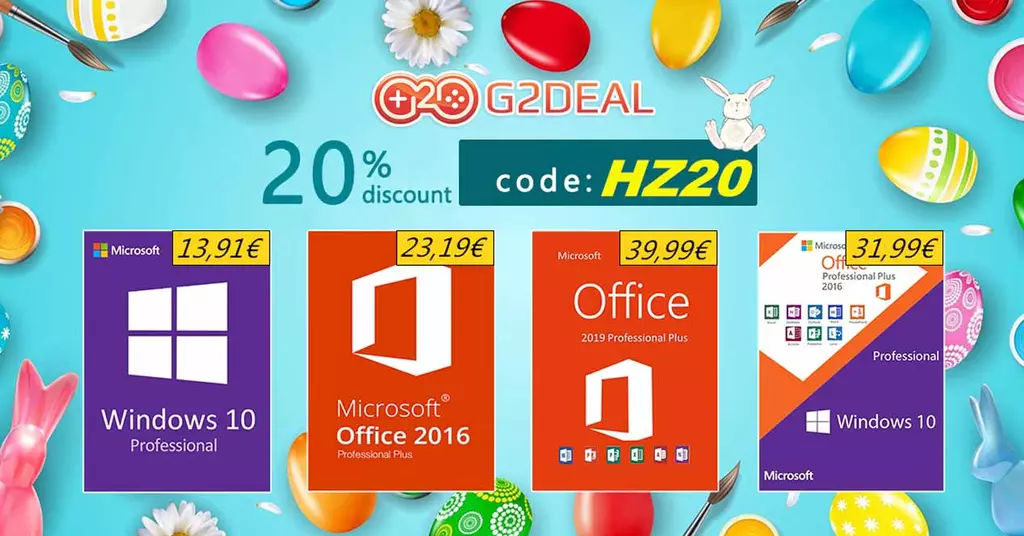 G2DEAL
20% discount
code: HZ20
Microsoft
13,91€
Windows 10
Professional
23,19€
Microsoft®
Office 2016
Professional Plus
Microsoft
39,99€
Office
2019 Professional Plus
Microsoft
31,99€
Office
Professional Plus
2016
Professional
Windows 10
Microsoft